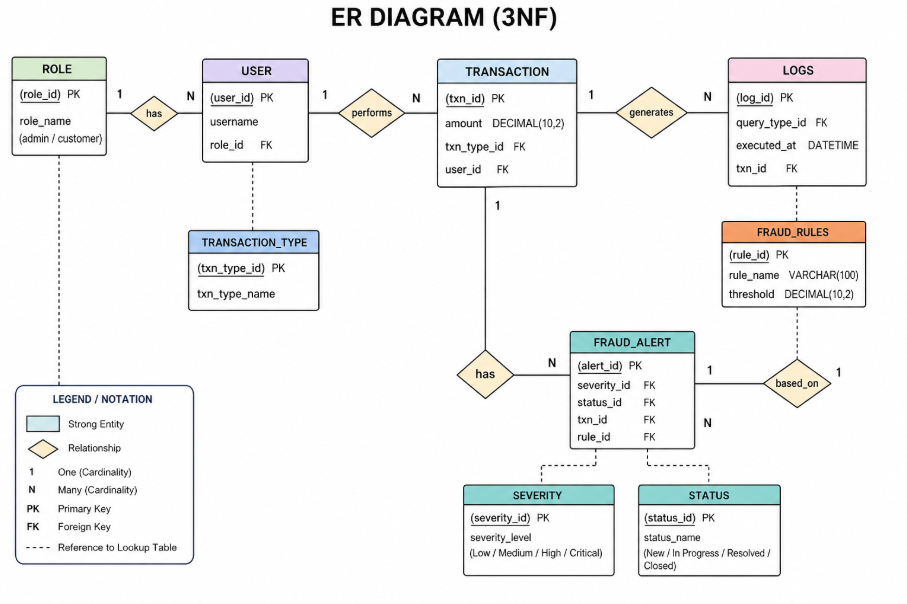 ER DIAGRAM (3NF)
ROLE
(role_id) PK
role_name
(admin / customer)
1
has
N
USER
(user_id) PK
username
role_id FK
1
performs
N
TRANSACTION
(txn_id) PK
amount DECIMAL(10,2)
txn_type_id FK
user_id FK
1
generates
N
LOGS
(log_id) PK
query_type_id FK
executed_at DATETIME
txn_id FK
TRANSACTION_TYPE
(txn_type_id) PK
txn_type_name
FRAUD_RULES
(rule_id) PK
rule_name VARCHAR(100)
threshold DECIMAL(10,2)
1
has
N
FRAUD_ALERT
(alert_id) PK
severity_id FK
status_id FK
txn_id FK
rule_id FK
1
N
based_on
1
LEGEND / NOTATION
Strong Entity
Relationship
1 One (Cardinality)
N Many (Cardinality)
PK Primary Key
FK Foreign Key
---- Reference to Lookup Table
SEVERITY
(severity_id) PK
severity_level
(Low / Medium / High / Critical)
STATUS
(status_id) PK
status_name
(New / In Progress / Resolved /
Closed)